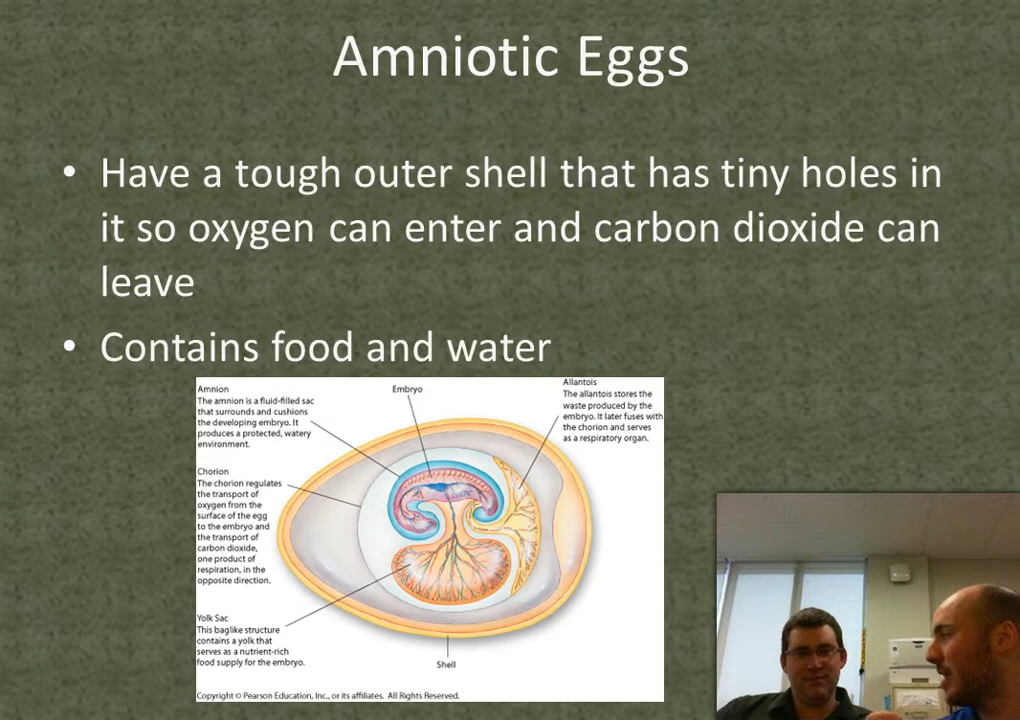 Amniotic Eggs
• Have a tough outer shell that has tiny holes in
it so oxygen can enter and carbon dioxide can
leave
• Contains food and water
Amnion
The amnion is a fluid-filled sac
that surrounds and cushions
the developing embryo. It
produces a protected, watery
environment.
Embryo
Allantois
The allantois stores the
waste produced by the
embryo. It later fuses with
the chorion and serves
as a respiratory organ.
Chorion
The chorion regulates
the transport of
oxygen from the
surface of the egg
to the embryo and
the transport of
carbon dioxide,
one product of
respiration, in the
opposite direction.
Yolk Sac
This baglike structure
contains a yolk that
serves as a nutrient-rich
food supply for the embryo.
Shell
Copyright © Pearson Education, Inc., or its affiliates. All Rights Reserved.